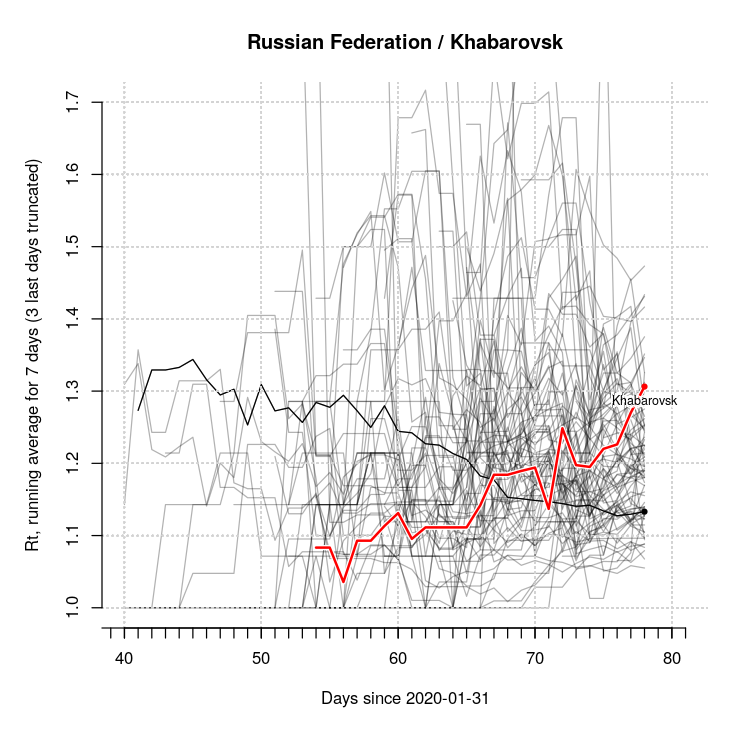 Russian Federation / Khabarovsk
Rt, running average for 7 days (3 last days truncated)
1.7
1.6
1.5
1.4
1.3
1.2
1.1
1.0
Khabarovsk
40 50 60 70 80
Days since 2020-01-31